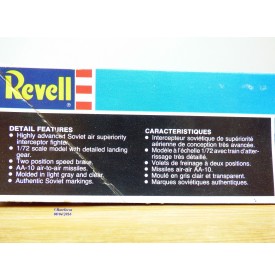 Revell
DETAIL FEATURES
● Highly advanced Soviet air superiority
interceptor fighter.
● 1/72 scale model with detailed landing
gear.
● Two position speed brake.
● AA-10 air-to-air missiles.
● Molded in light gray and clear.
● Authentic Soviet markings.
CARACTERISTIQUES
● Intercepteur soviétique de supériorité
aérienne de conception très avancée.
● Modèle à l'échelle 1/72 avec train d'atter-
rissage très détaillé.
● Volets de freinage à deux positions.
● Missiles air-air AA-10.
● Moulé en gris clair et transparent.
● Marques soviétiques authentiques.